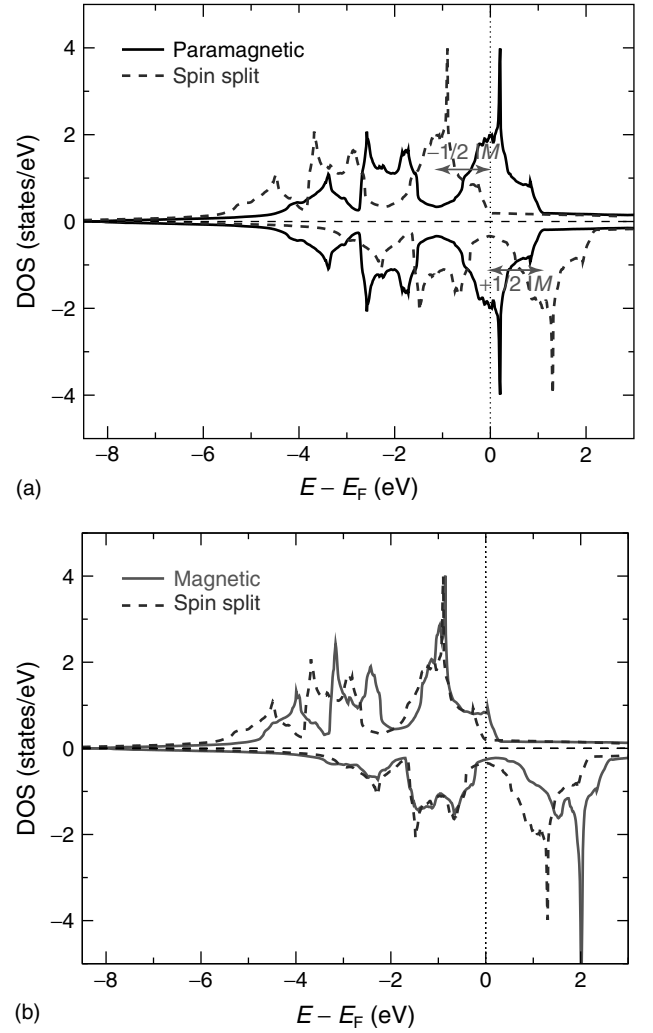 4
2
0
−2
−4
DOS (states/eV)
Paramagnetic
Spin split
−1/2 IM
+1/2 IM
−8 −6 −4 −2 0 2
(a)
E − EF (eV)
4
2
0
−2
−4
DOS (states/eV)
Magnetic
Spin split
−8 −6 −4 −2 0 2
(b)
E − EF (eV)